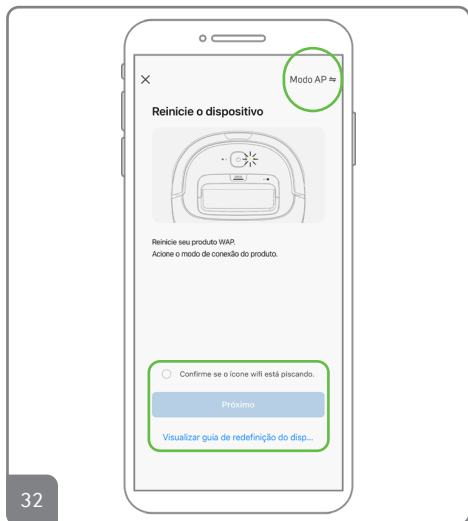 Modo AP ⇋
Reinicie o dispositivo
Reinicie seu produto WAP.
Acione o modo de conexão do produto.
Confirme se o ícone wifi está piscando.
Próximo
Visualizar guia de redefinição do disp...
32